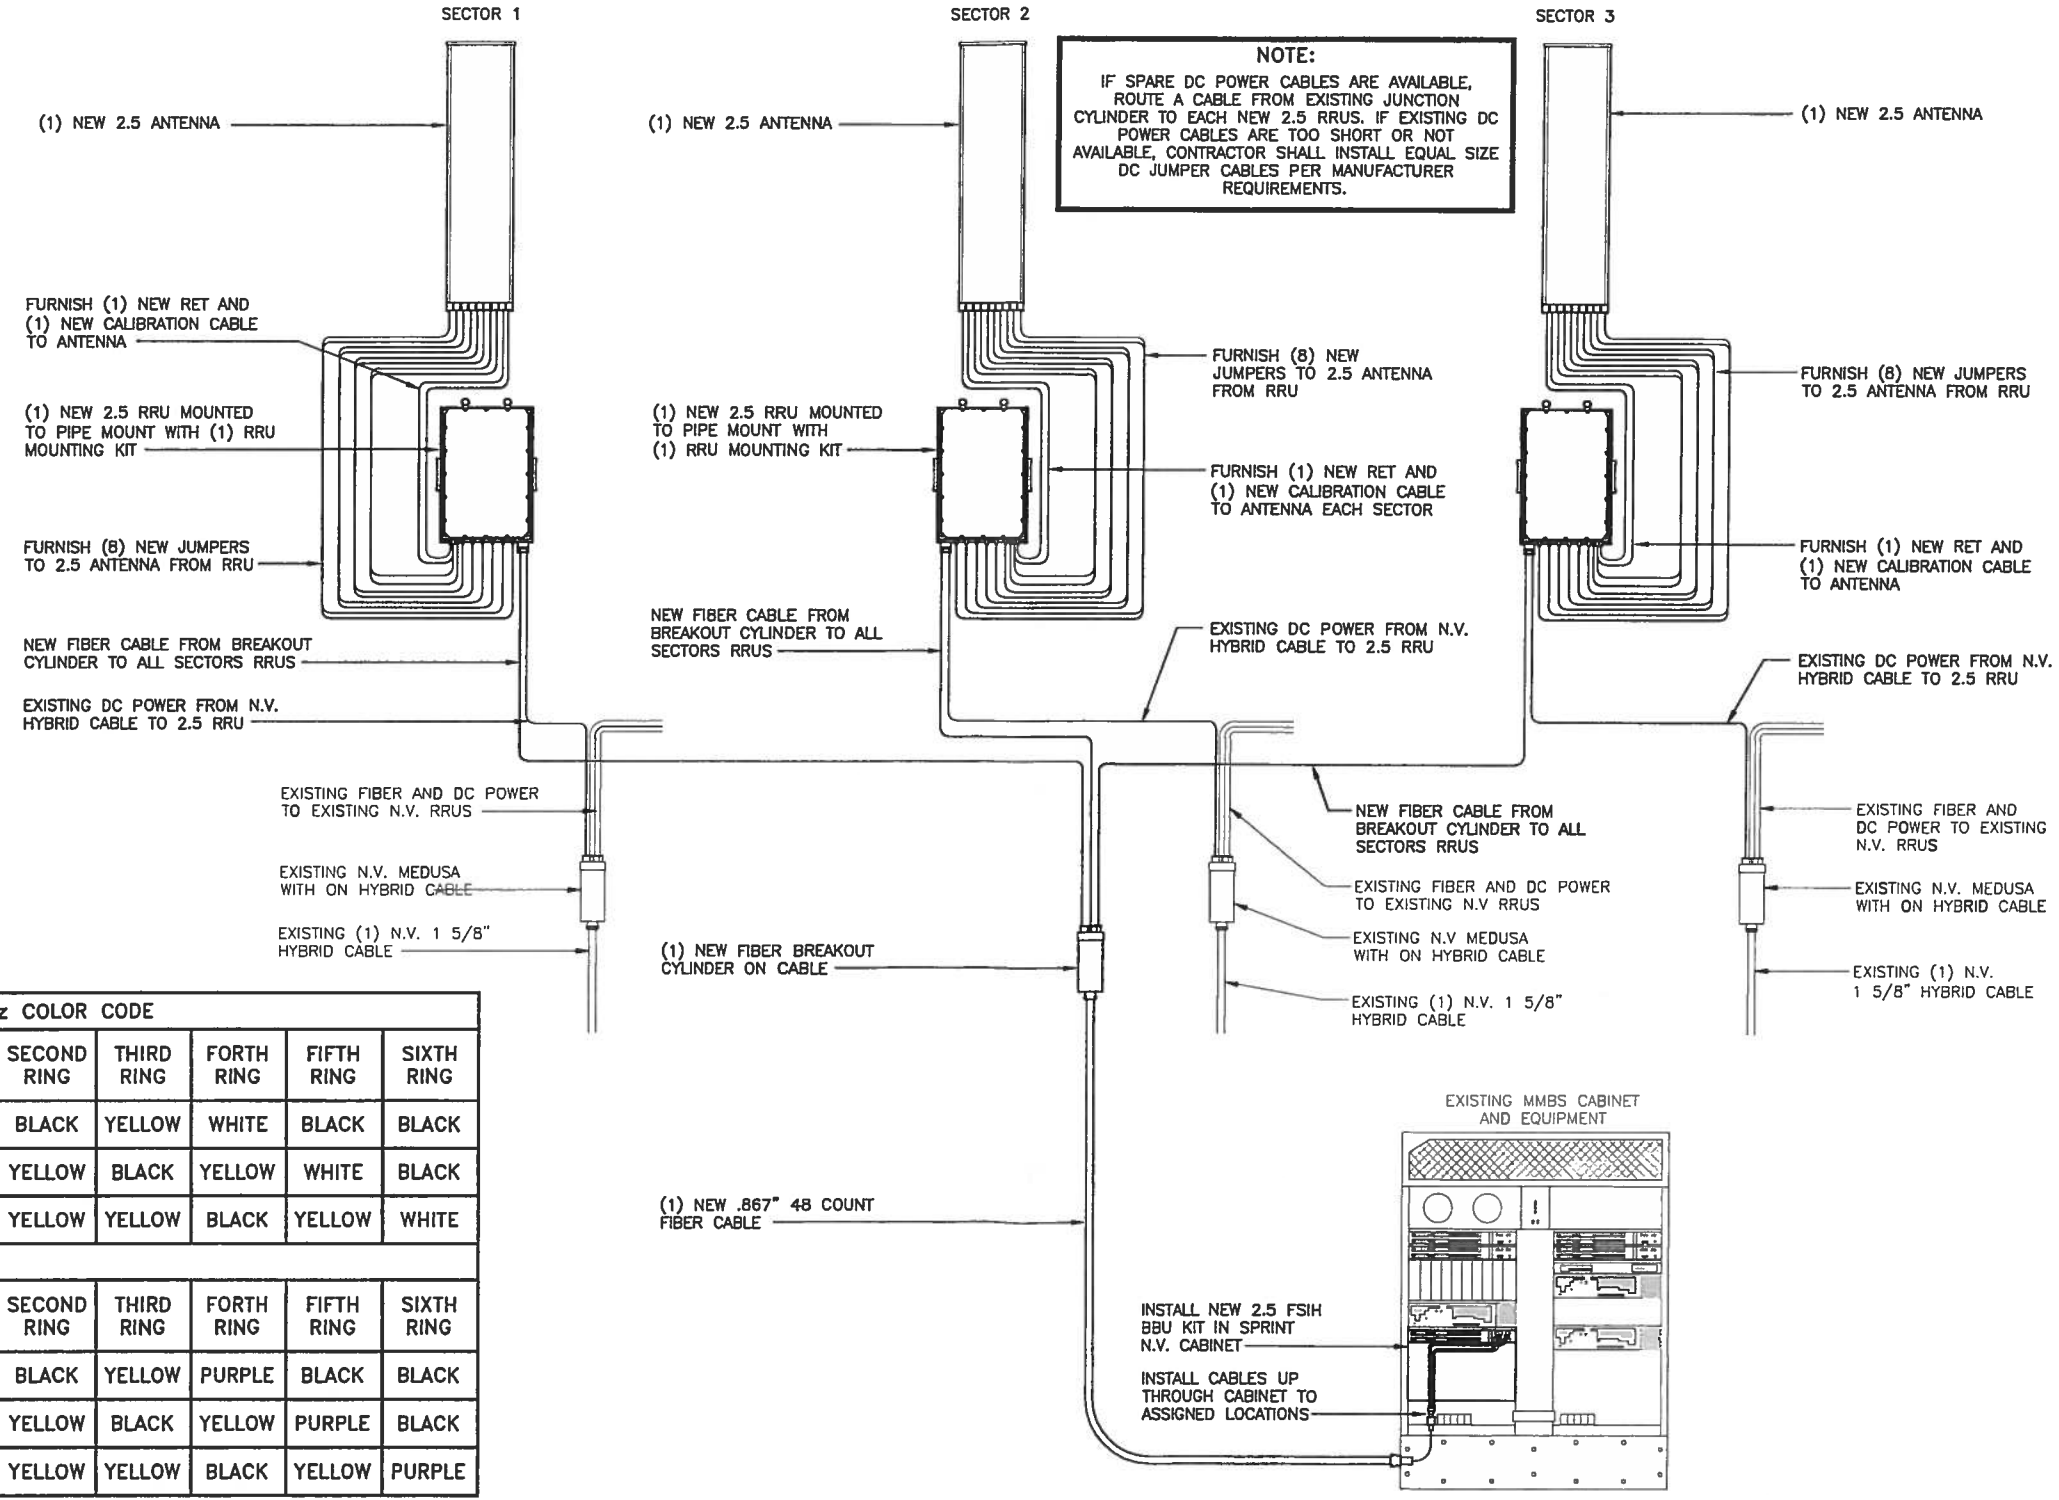 SECTOR 1
SECTOR 2
SECTOR 3
NOTE:
IF SPARE DC POWER CABLES ARE AVAILABLE,
ROUTE A CABLE FROM EXISTING JUNCTION
CYLINDER TO EACH NEW 2.5 RRUS. IF EXISTING DC
POWER CABLES ARE TOO SHORT OR NOT
AVAILABLE, CONTRACTOR SHALL INSTALL EQUAL SIZE
DC JUMPER CABLES PER MANUFACTURER
REQUIREMENTS.
(1) NEW 2.5 ANTENNA
(1) NEW 2.5 ANTENNA
(1) NEW 2.5 ANTENNA
FURNISH (1) NEW RET AND
(1) NEW CALIBRATION CABLE
TO ANTENNA
(1) NEW 2.5 RRU MOUNTED
TO PIPE MOUNT WITH (1) RRU
MOUNTING KIT
FURNISH (8) NEW JUMPERS
TO 2.5 ANTENNA FROM RRU
NEW FIBER CABLE FROM BREAKOUT
CYLINDER TO ALL SECTORS RRUS
EXISTING DC POWER FROM N.V.
HYBRID CABLE TO 2.5 RRU
EXISTING FIBER AND DC POWER
TO EXISTING N.V. RRUS
EXISTING N.V. MEDUSA
WITH ON HYBRID CABLE
EXISTING (1) N.V. 1 5/8"
HYBRID CABLE
FURNISH (8) NEW
JUMPERS TO 2.5 ANTENNA
FROM RRU
(1) NEW 2.5 RRU MOUNTED
TO PIPE MOUNT WITH
(1) RRU MOUNTING KIT
FURNISH (1) NEW RET AND
(1) NEW CALIBRATION CABLE
TO ANTENNA EACH SECTOR
NEW FIBER CABLE FROM
BREAKOUT CYLINDER TO ALL
SECTORS RRUS
EXISTING DC POWER FROM N.V.
HYBRID CABLE TO 2.5 RRU
NEW FIBER CABLE FROM
BREAKOUT CYLINDER TO ALL
SECTORS RRUS
EXISTING FIBER AND DC POWER
TO EXISTING N.V RRUS
EXISTING N.V MEDUSA
WITH ON HYBRID CABLE
EXISTING (1) N.V. 1 5/8"
HYBRID CABLE
(1) NEW FIBER BREAKOUT
CYLINDER ON CABLE
(1) NEW .867" 48 COUNT
FIBER CABLE
FURNISH (8) NEW JUMPERS
TO 2.5 ANTENNA FROM RRU
FURNISH (1) NEW RET AND
(1) NEW CALIBRATION CABLE
TO ANTENNA
EXISTING DC POWER FROM N.V.
HYBRID CABLE TO 2.5 RRU
EXISTING FIBER AND
DC POWER TO EXISTING
N.V. RRUS
EXISTING N.V. MEDUSA
WITH ON HYBRID CABLE
EXISTING (1) N.V.
1 5/8" HYBRID CABLE
EXISTING MMBS CABINET
AND EQUIPMENT
INSTALL NEW 2.5 FSIH
BBU KIT IN SPRINT
N.V. CABINET
INSTALL CABLES UP
THROUGH CABINET TO
ASSIGNED LOCATIONS
z COLOR CODE
SECOND RING THIRD RING FORTH RING FIFTH RING SIXTH RING
BLACK YELLOW WHITE BLACK BLACK
YELLOW BLACK YELLOW WHITE BLACK
YELLOW YELLOW BLACK YELLOW WHITE
SECOND RING THIRD RING FORTH RING FIFTH RING SIXTH RING
BLACK YELLOW PURPLE BLACK BLACK
YELLOW BLACK YELLOW PURPLE BLACK
YELLOW YELLOW BLACK YELLOW PURPLE